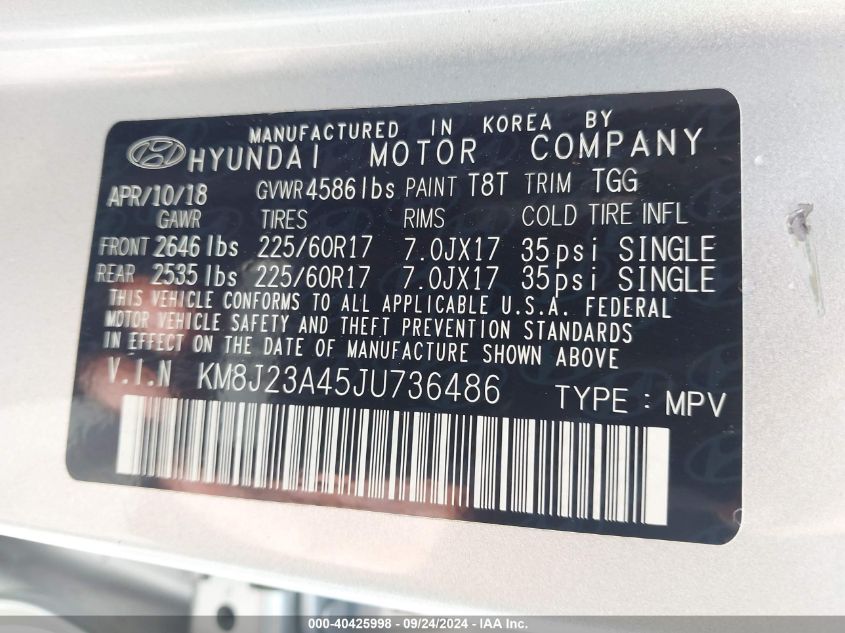 MANUFACTURED IN KOREA BY
HYUNDAI MOTOR COMPANY
APR/10/18 GVWR 4586lbs PAINT T8T TRIM TGG
GAWR TIRES RIMS COLD TIRE INFL
FRONT 2646 lbs 225/60R17 7.0JX17 35psi SINGLE
REAR 2535 lbs 225/60R17 7.0JX17 35psi SINGLE
THIS VEHICLE CONFORMS TO ALL APPLICABLE U.S.A. FEDERAL
MOTOR VEHICLE SAFETY AND THEFT PREVENTION STANDARDS
IN EFFECT ON THE DATE OF MANUFACTURE SHOWN ABOVE
V.I.N KM8J23A45JU736486 TYPE : MPV
000-40425998 - 09/24/2024 - IAA Inc.